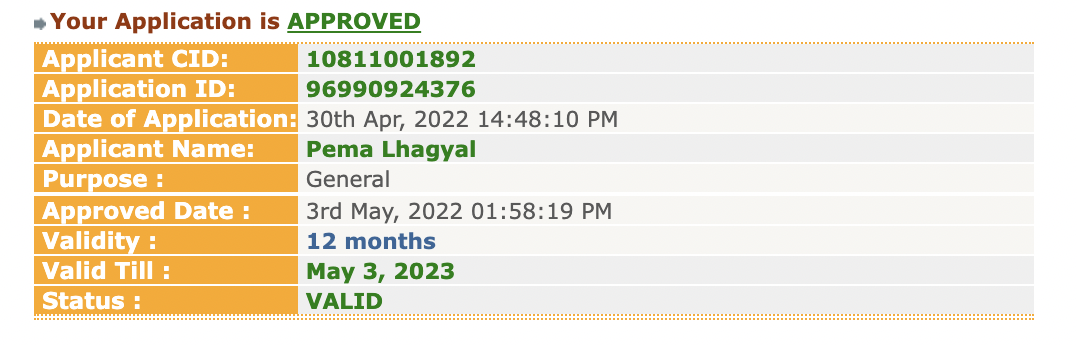 Your Application is APPROVED
Applicant CID: 10811001892
Application ID: 96990924376
Date of Application: 30th Apr, 2022 14:48:10 PM
Applicant Name: Pema Lhagyal
Purpose : General
Approved Date : 3rd May, 2022 01:58:19 PM
Validity : 12 months
Valid Till : May 3, 2023
Status : VALID